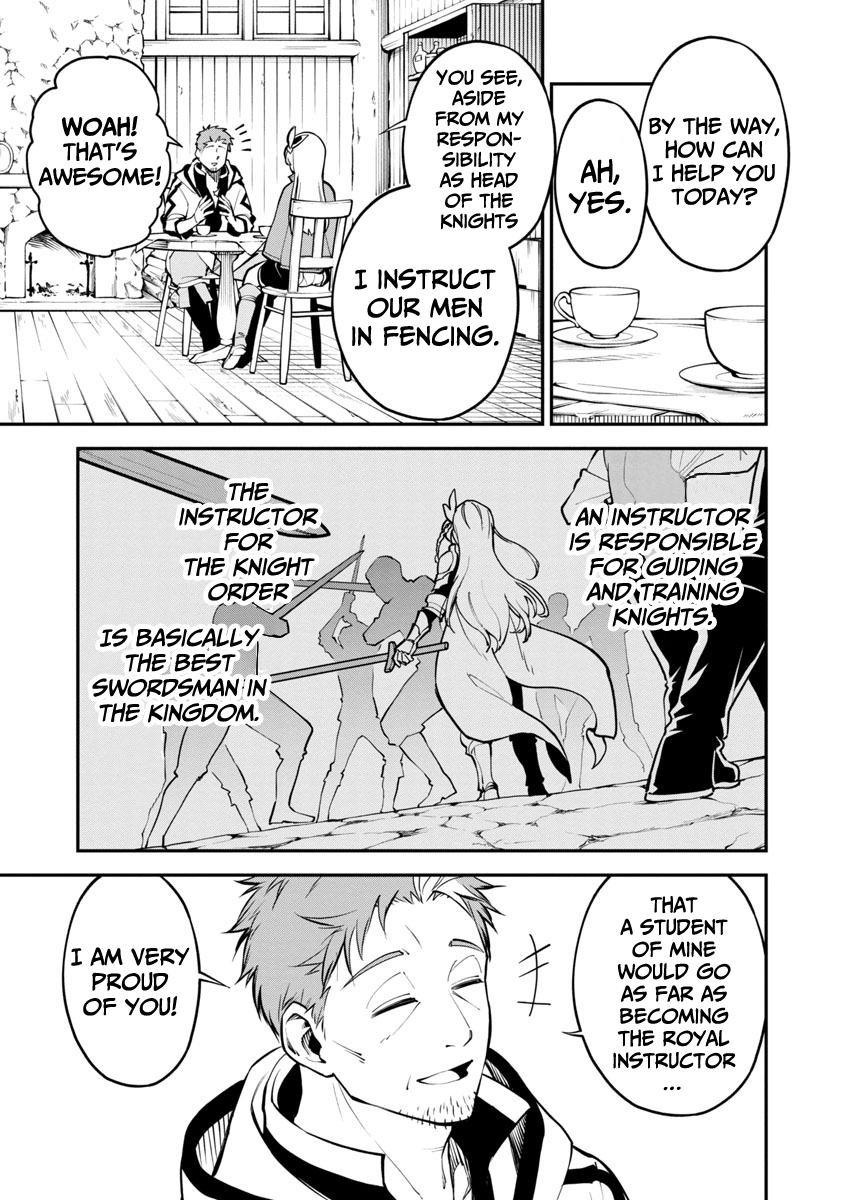 BY THE WAY,
HOW CAN
I HELP YOU
TODAY?
AH,
YES.
YOU SEE,
ASIDE
FROM MY
RESPON-
SIBILITY
AS HEAD
OF THE
KNIGHTS
I INSTRUCT
OUR MEN
IN FENCING.
WOAH!
THAT'S
AWESOME!
AN INSTRUCTOR
IS RESPONSIBLE
FOR GUIDING
AND TRAINING
KNIGHTS.
THE
INSTRUCTOR
FOR
THE KNIGHT
ORDER
IS BASICALLY
THE BEST
SWORDSMAN IN
THE KINGDOM.
THAT
A STUDENT
OF MINE
WOULD GO
AS FAR AS
BECOMING
THE ROYAL
INSTRUCTOR
...
I AM VERY
PROUD
OF YOU!